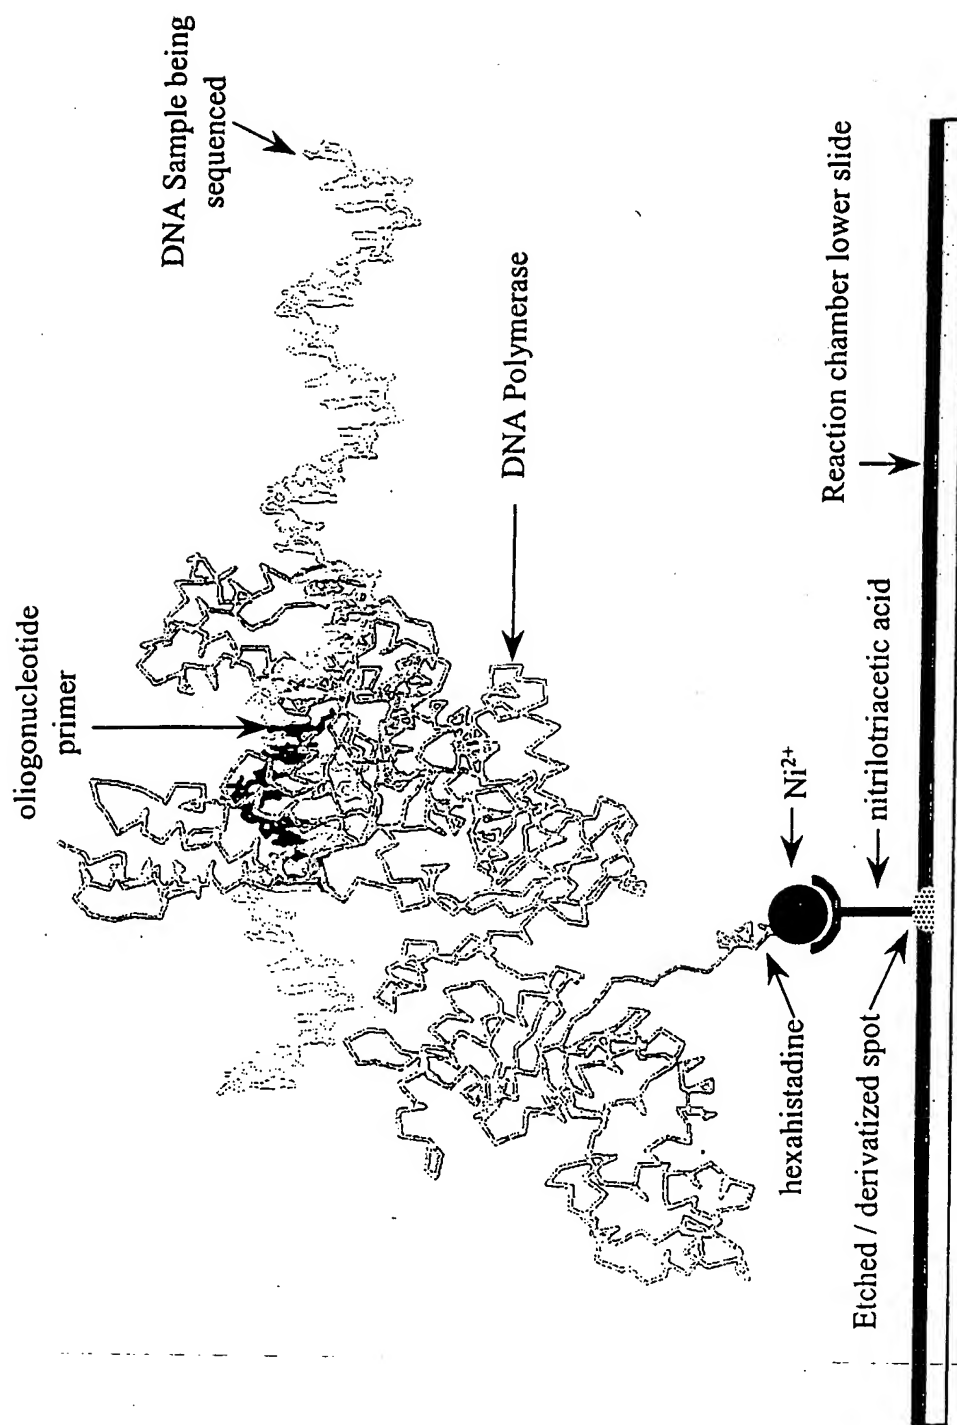 oliogonucleotide
primer
DNA Sample being
sequenced
DNA Polymerase
Ni2+
hexahistadine
nitrilotriacetic acid
Etched / derivatized spot
Reaction chamber lower slide